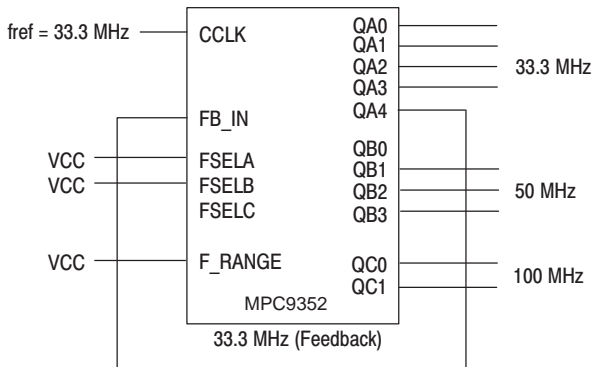 fref = 33.3 MHz
CCLK
QA0
QA1
QA2
QA3
QA4
33.3 MHz
FB_IN
VCC
FSELA
VCC
FSELB
FSELC
QB0
QB1
QB2
QB3
50 MHz
VCC
F_RANGE
QC0
QC1
100 MHz
MPC9352
33.3 MHz (Feedback)